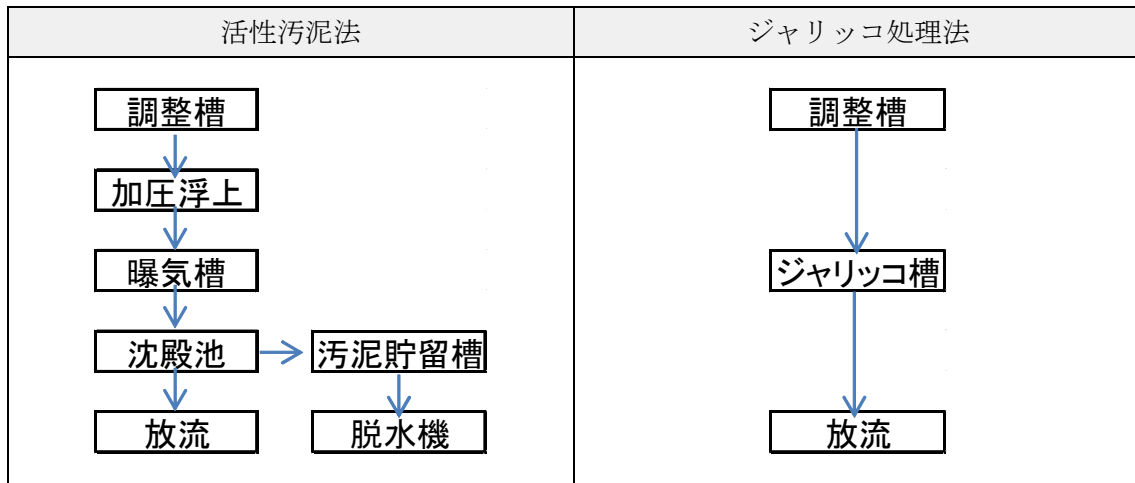 活性汚泥法
ジャリッコ処理法
調整槽
加圧浮上
曝気槽
沈殿池
汚泥貯留槽
放流
脱水機
調整槽
ジャリッコ槽
放流